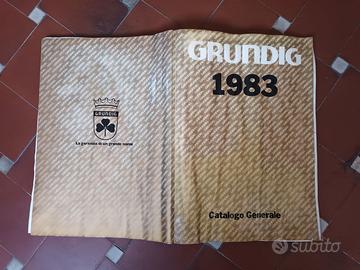 GRUNDIG
La garanzia di un grande nome
GRUNDIG
1983
Catalogo Generale
subito